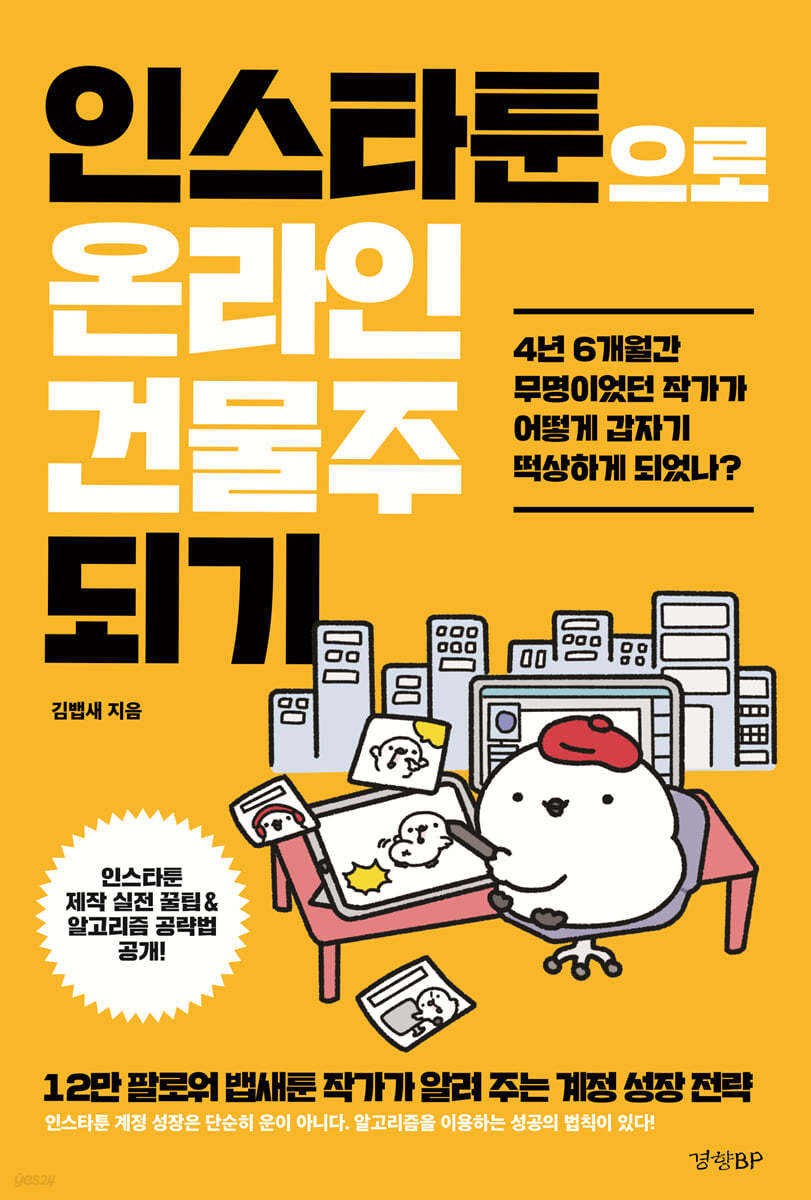 인스타툰으로
온라인
건물주
되기
4년 6개월간
무명이었던 작가가
어떻게 갑자기
떡상하게 되었나?
김뱁새 지음
인스타툰
제작 실전 꿀팁&
알고리즘 공략법
공개!
12만 팔로워 뱁새툰 작가가 알려 주는 계정 성장 전략
인스타툰 계정 성장은 단순히 운이 아니다. 알고리즘을 이용하는 성공의 법칙이 있다!
경향BP
yes24